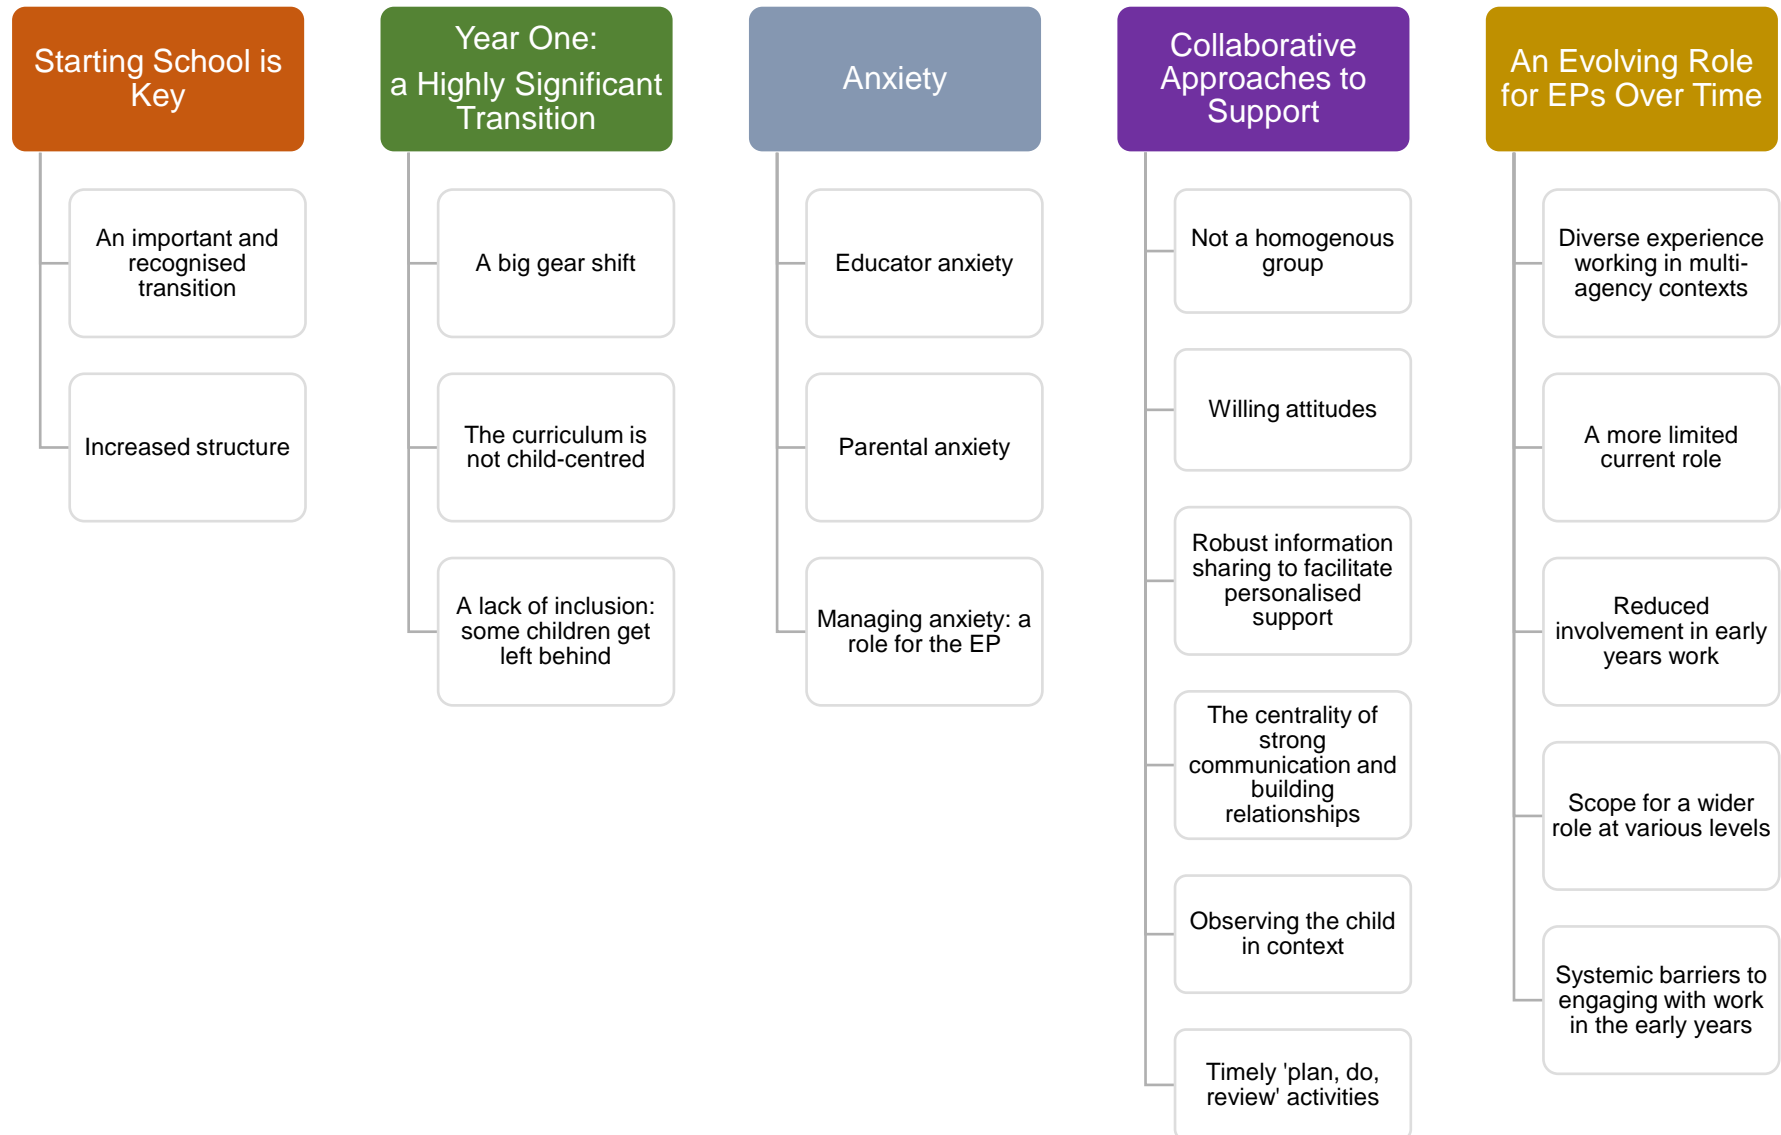 Starting School is
Key
An important and
recognised
transition
Increased structure
Year One:
a Highly Significant
Transition
A big gear shift
The curriculum is
not child-centred
A lack of inclusion:
some children get
left behind
Anxiety
Educator anxiety
Parental anxiety
Managing anxiety: a
role for the EP
Collaborative
Approaches to
Support
Not a homogenous
group
Willing attitudes
Robust information
sharing to facilitate
personalised
support
The centrality of
strong
communication and
building
relationships
Observing the child
in context
Timely 'plan, do,
review' activities
An Evolving Role
for EPs Over Time
Diverse experience
working in multi-
agency contexts
A more limited
current role
Reduced
involvement in early
years work
Scope for a wider
role at various levels
Systemic barriers to
engaging with work
in the early years